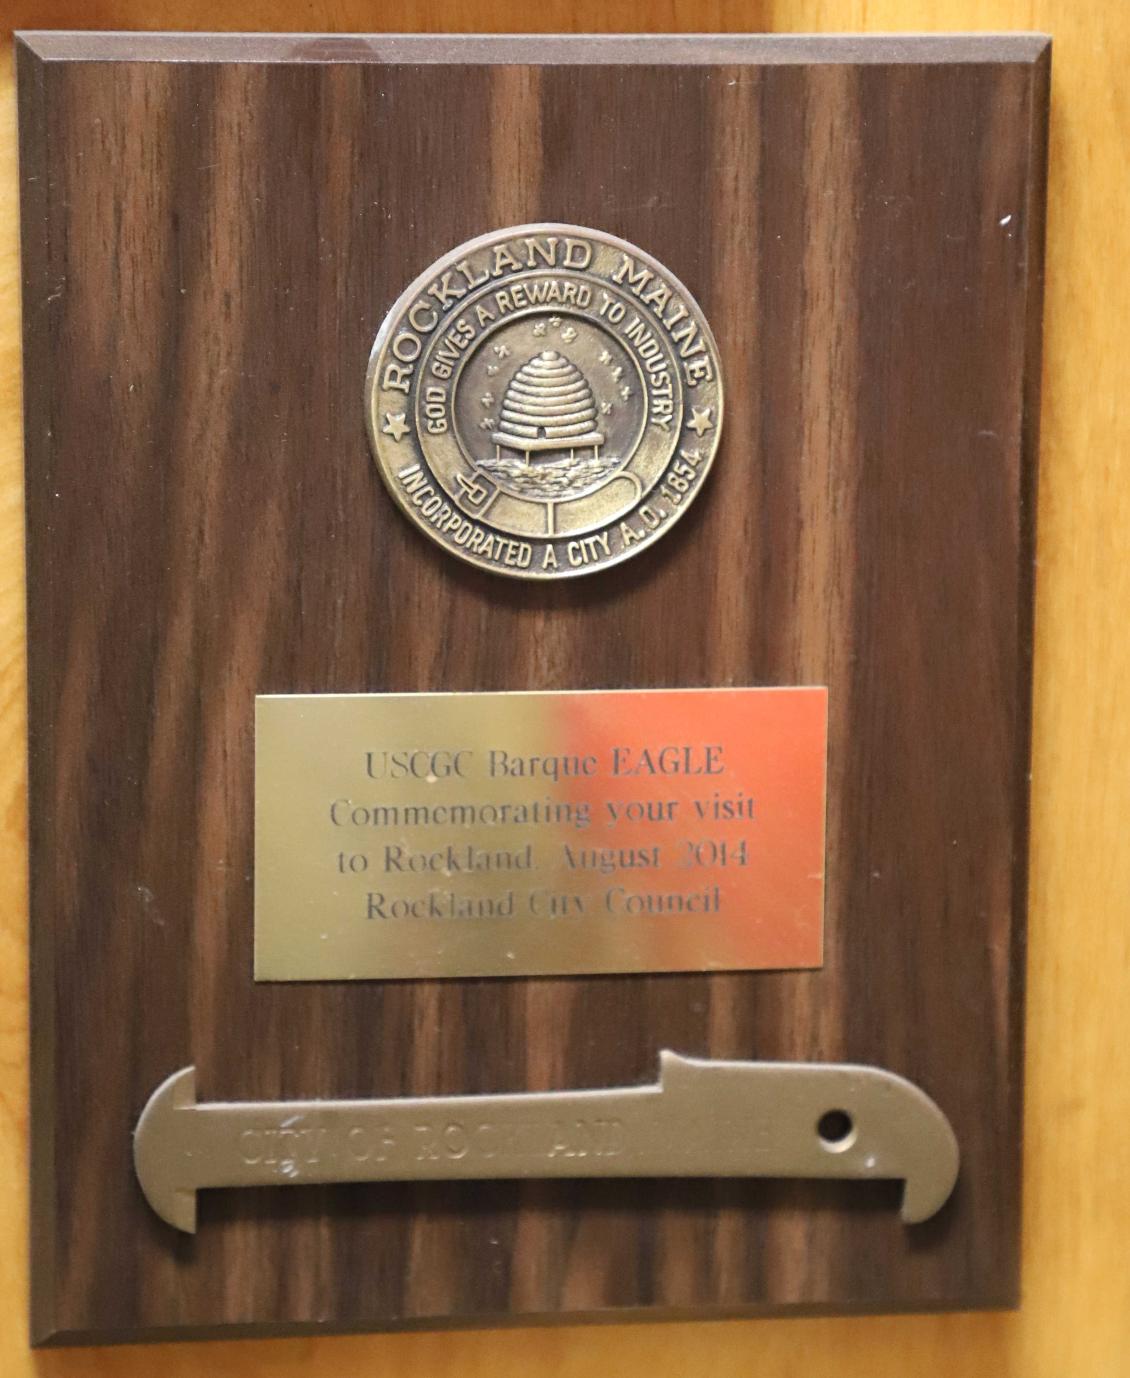 ROCKLAND MAINE
GOD GIVES A REWARD TO INDUSTRY
INCORPORATED A CITY A.D. 1854
USCGC Barque EAGLE
Commemorating your visit
to Rockland, August 2014
Rockland City Council
CITY OF ROCKLAND MAINE